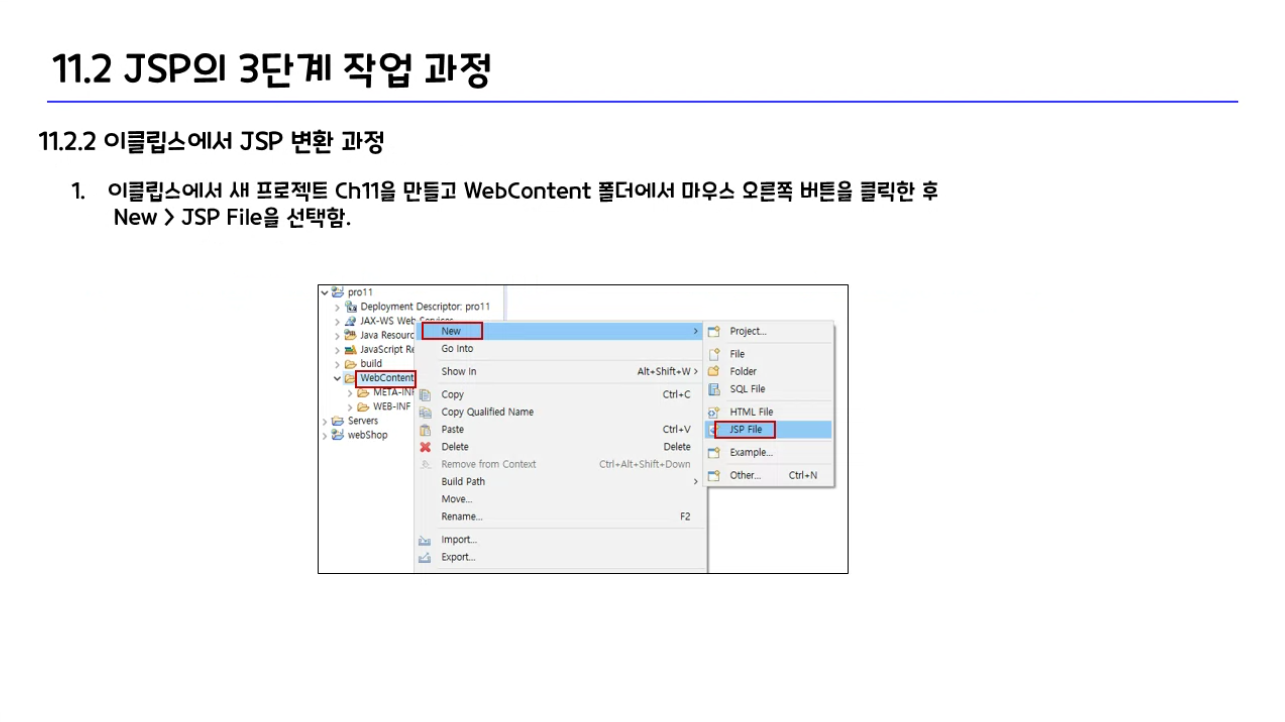 11.2 JSP의 3단계 작업 과정
11.2.2 이클립스에서 JSP 변환 과정
1. 이클립스에서 새 프로젝트 Ch11을 만들고 WebContent 폴더에서 마우스 오른쪽 버튼을 클릭한 후
New > JSP File을 선택함.
pro11
Deployment Descriptor: pro11
JAX-WS Web Services
Java Resourc
JavaScript Re
build
WebContent
META-INF
WEB-INF
Servers
webShop
New
Go Into
Show In Alt+Shift+W >
Copy Ctrl+C
Copy Qualified Name
Paste Ctrl+V
Delete Delete
Remove from Context Ctrl+Alt+Shift+Down
Build Path
Move...
Rename... F2
Import...
Export...
Project...
File
Folder
SQL File
HTML File
JSP File
Example...
Other... Ctrl+N